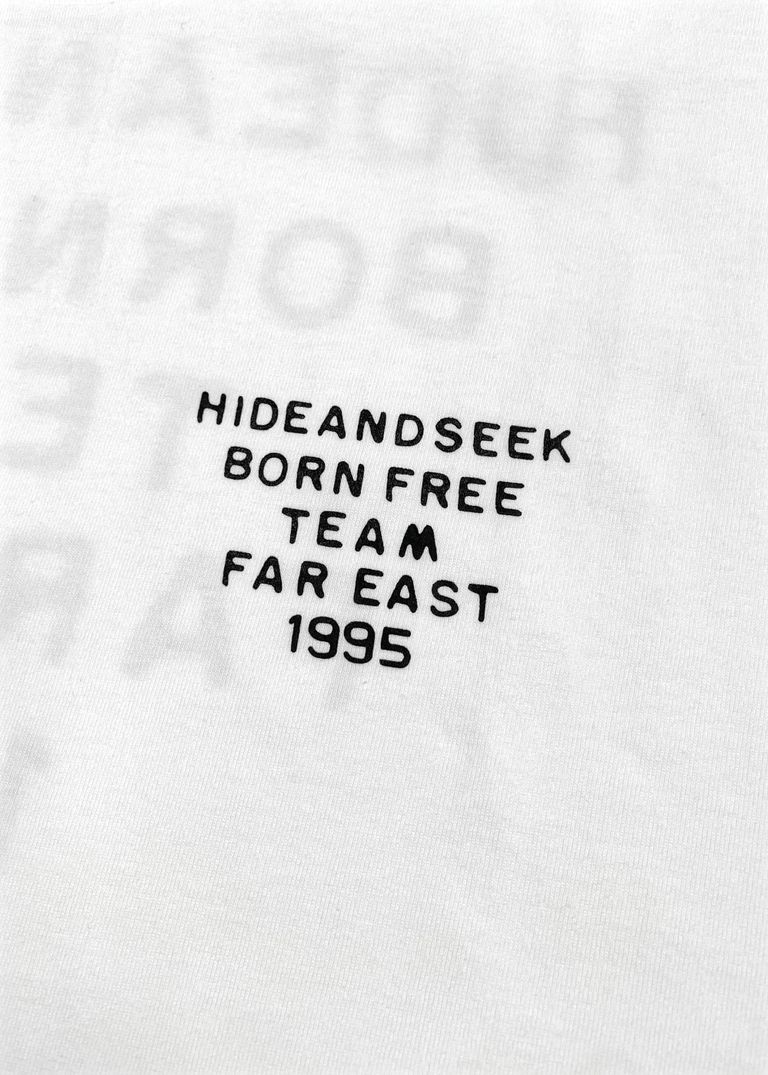 HIDEANDSEEK
BORN FREE
TEAM
FAR EAST
1995